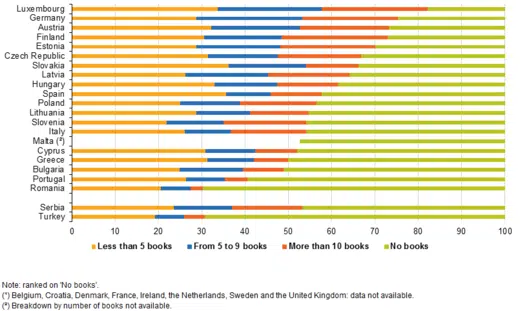 Luxembourg
Germany
Austria
Finland
Estonia
Czech Republic
Slovakia
Latvia
Hungary
Spain
Poland
Lithuania
Slovenia
Italy
Malta (²)
Cyprus
Greece
Bulgaria
Portugal
Romania
Serbia
Turkey
0 10 20 30 40 50 60 70 80 90 100
Less than 5 books From 5 to 9 books More than 10 books No books
Note: ranked on 'No books'.
(¹) Belgium, Croatia, Denmark, France, Ireland, the Netherlands, Sweden and the United Kingdom: data not available.
(²) Breakdown by number of books not available.